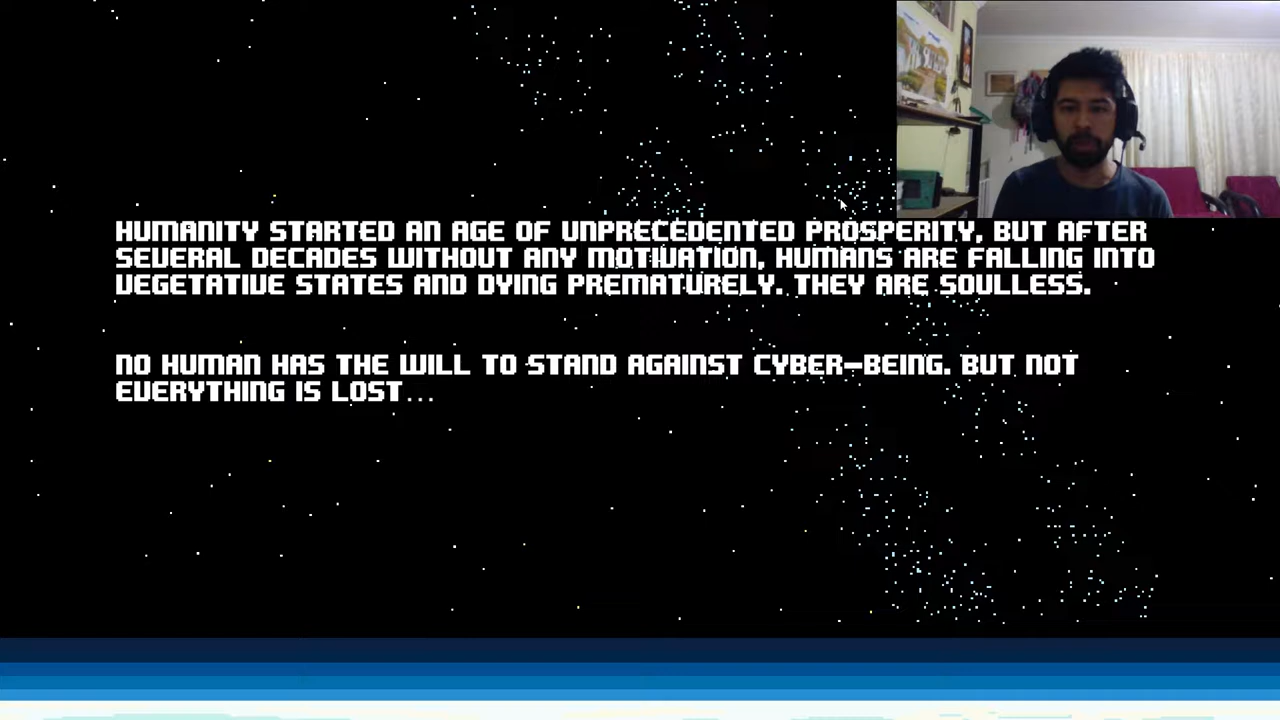 HUMANITY STARTED AN AGE OF UNPRECEDENTED PROSPERITY, BUT AFTER
SEVERAL DECADES WITHOUT ANY MOTIVATION, HUMANS ARE FALLING INTO
VEGETATIVE STATES AND DYING PREMATURELY. THEY ARE SOULLESS.
NO HUMAN HAS THE WILL TO STAND AGAINST CYBER-BEING. BUT NOT
EVERYTHING IS LOST...